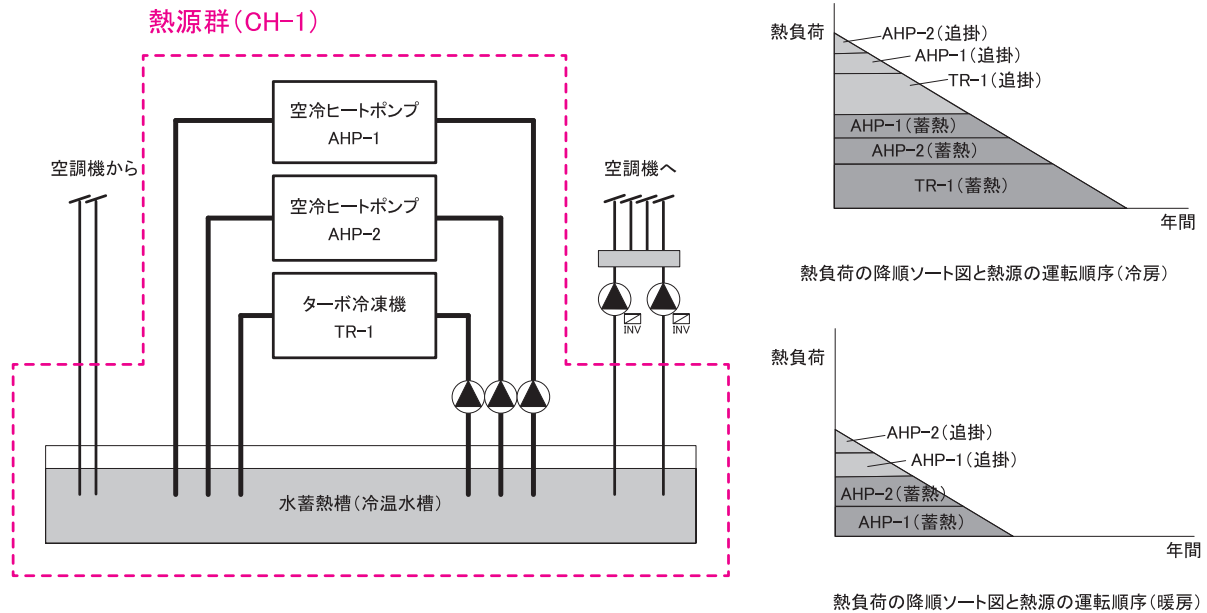 熱源群(CH-1)
空冷ヒートポンプ
AHP-1
空調機から
空調機へ
空冷ヒートポンプ
AHP-2
ターボ冷凍機
TR-1
INV
INV
水蓄熱槽(冷温水槽)
熱負荷
AHP-2(追掛)
AHP-1(追掛)
TR-1(追掛)
AHP-1(蓄熱)
AHP-2(蓄熱)
TR-1(蓄熱)
年間
熱負荷の降順ソート図と熱源の運転順序(冷房)
熱負荷
AHP-2(追掛)
AHP-1(追掛)
AHP-2(蓄熱)
AHP-1(蓄熱)
年間
熱負荷の降順ソート図と熱源の運転順序(暖房)